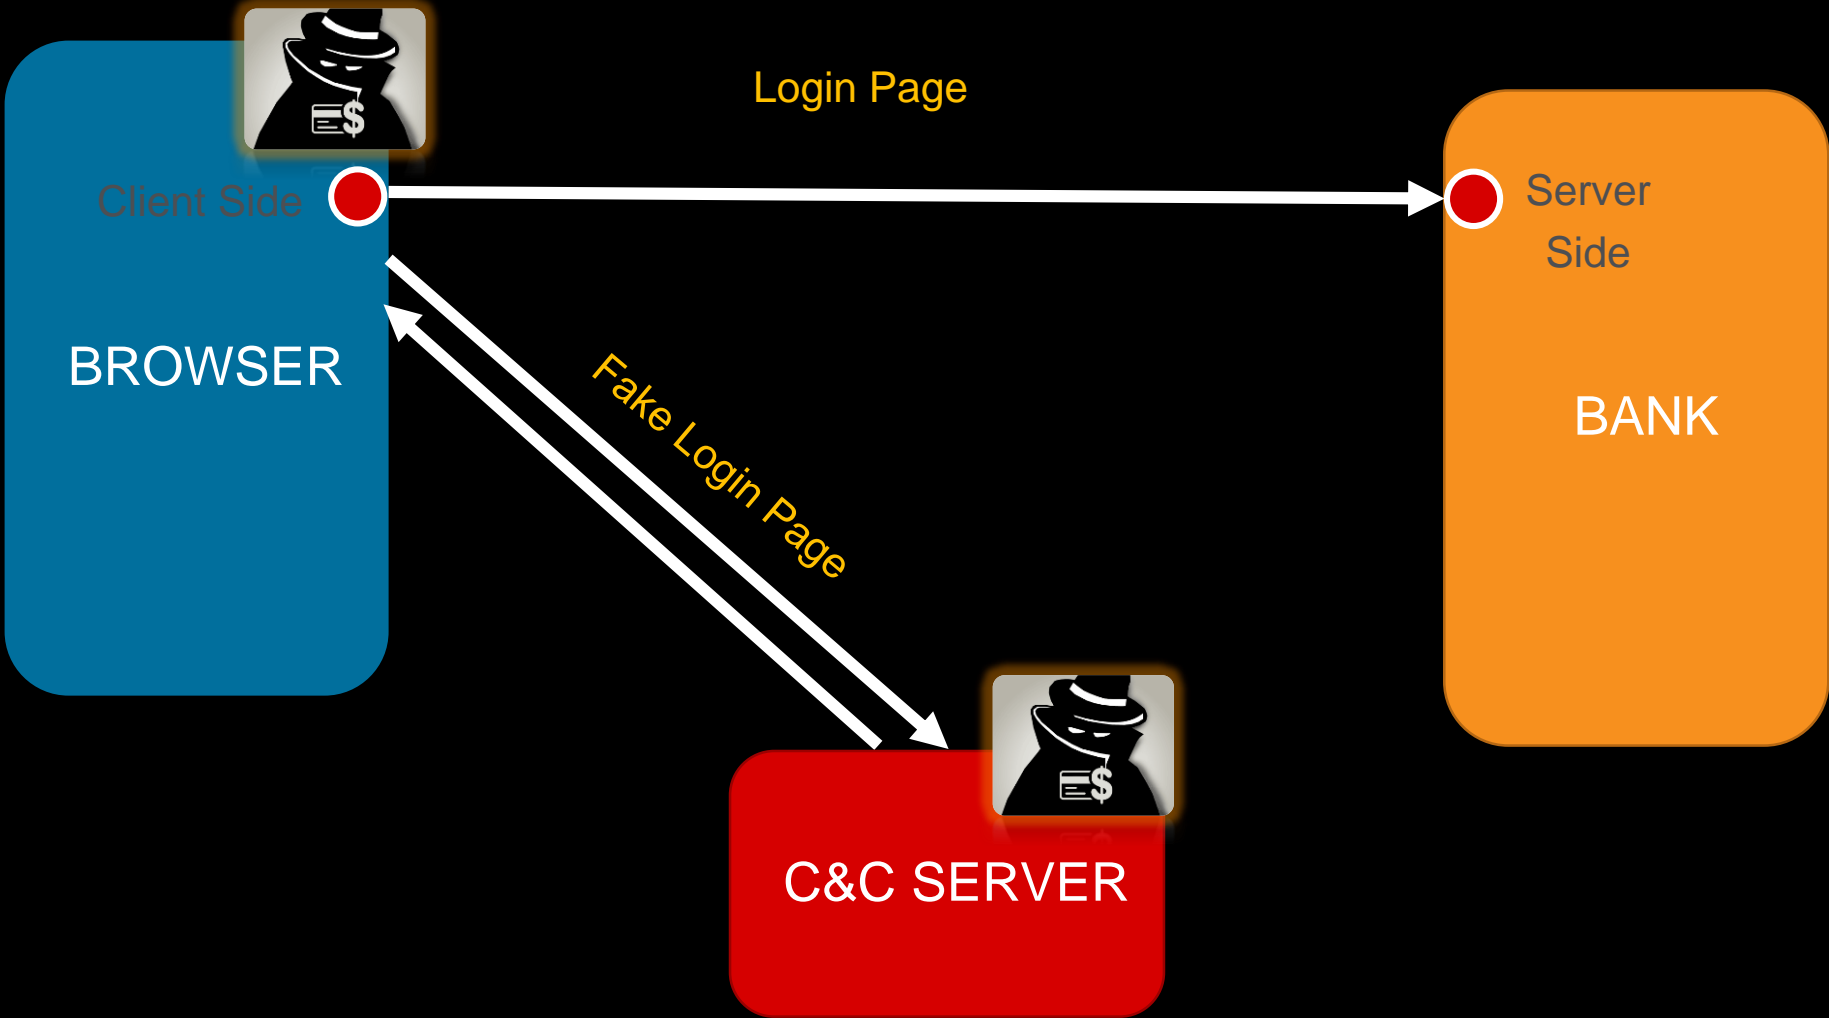 Login Page
Client Side
Server
Side
BROWSER
Fake Login Page
BANK
$
$
C&C SERVER